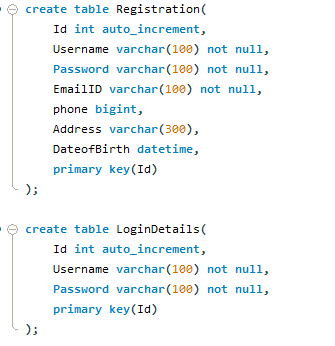 create table Registration(
Id int auto_increment,
Username varchar(100) not null,
Password varchar(100) not null,
EmailID varchar(100) not null,
phone bigint,
Address varchar(300),
DateofBirth datetime,
primary key(Id)
);
create table LoginDetails(
Id int auto_increment,
Username varchar(100) not null,
Password varchar(100) not null,
primary key(Id)
);